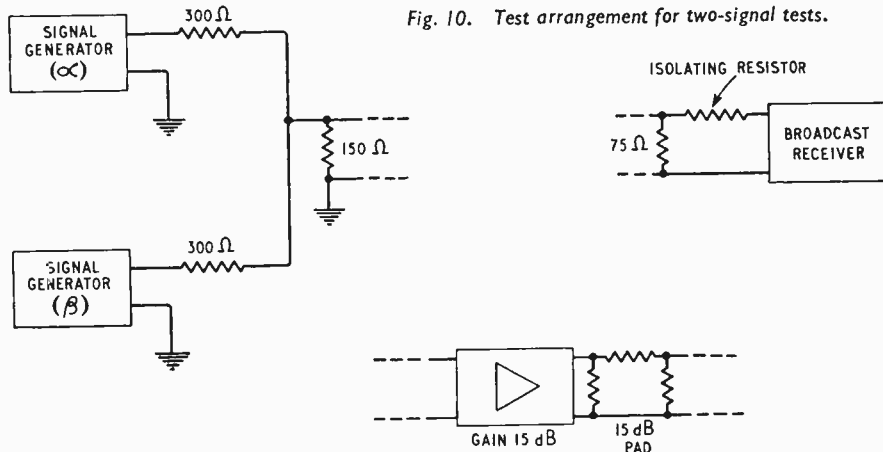 Fig. 10. Test arrangement for two-signal tests.
300 Ω
SIGNAL
GENERATOR
(α)
150 Ω
300 Ω
SIGNAL
GENERATOR
(β)
ISOLATING RESISTOR
75 Ω
BROADCAST
RECEIVER
GAIN 15 dB
15 dB
PAD